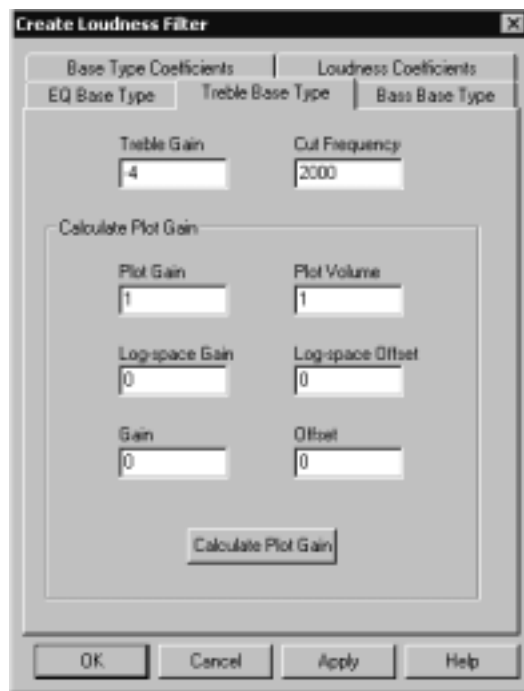 Create Loudness Filter
Base Type Coefficients Loudness Coefficients
EQ Base Type Treble Base Type Bass Base Type
Treble Gain Cut Frequency
-4 2000
Calculate Plot Gain
Plot Gain Plot Volume
1 1
Log-space Gain Log-space Offset
0 0
Gain Offset
0 0
Calculate Plot Gain
OK Cancel Apply Help